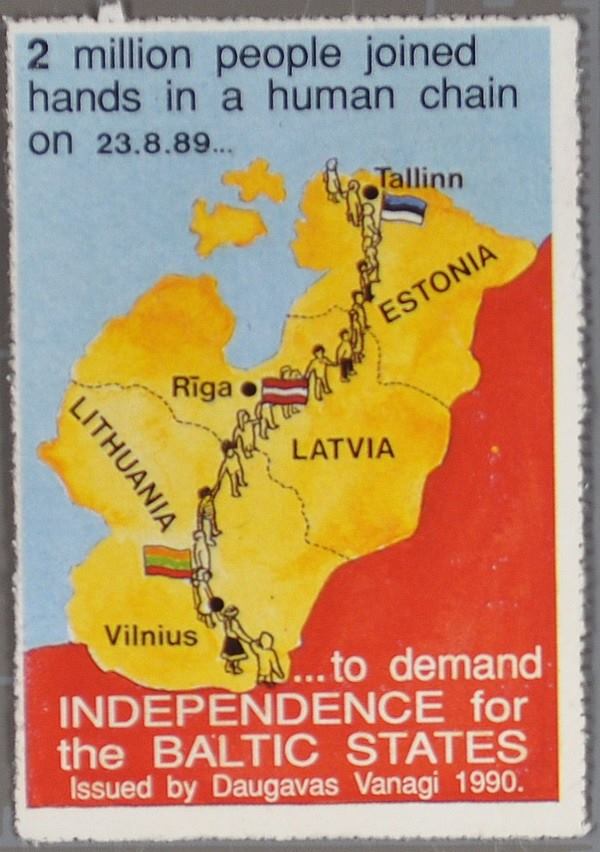 2 million people joined
hands in a human chain
on 23.8.89...
Tallinn
ESTONIA
Rīga
LATVIA
LITHUANIA
Vilnius
...to demand
INDEPENDENCE for
the BALTIC STATES
Issued by Daugavas Vanagi 1990.